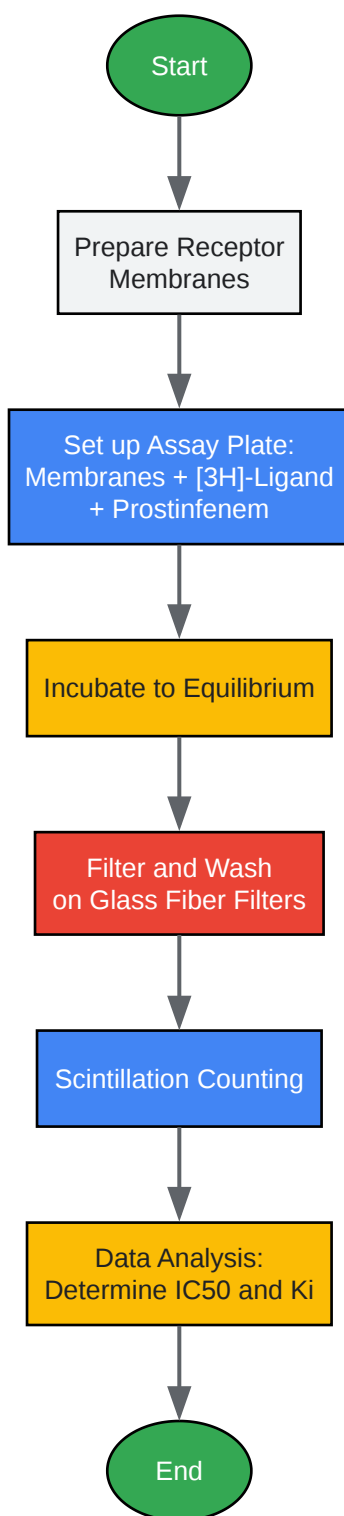 Start
Prepare Receptor
Membranes
Set up Assay Plate:
Membranes + [3H]-Ligand
+ Prostinfenem
Incubate to Equilibrium
Filter and Wash
on Glass Fiber Filters
Scintillation Counting
Data Analysis:
Determine IC50 and Ki
End